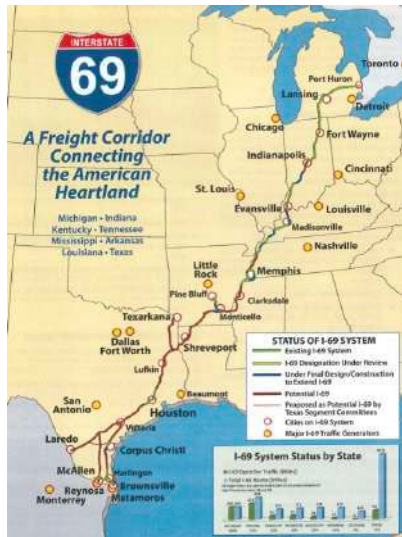 INTERSTATE
69
A Freight Corridor
Connecting
the American
Heartland
Michigan • Indiana
Kentucky • Tennessee
Mississippi • Arkansas
Louisiana • Texas
Toronto
Port Huron
Lansing
Detroit
Chicago
Fort Wayne
Indianapolis
Cincinnati
St. Louis
Evansville
Louisville
Madisonville
Nashville
Memphis
Little
Rock
Pine Bluff
Clarksdale
Monticello
Texarkana
Dallas
Fort Worth
Shreveport
Lufkin
Beaumont
San
Antonio
Houston
Victoria
Laredo
Corpus Christi
McAllen
Harlingen
Reynosa
Brownsville
Matamoros
Monterrey
STATUS OF I-69 SYSTEM
Existing I-69 System
I-69 Designation Under Review
Under Final Design/Construction
to Extend I-69
Potential I-69
Proposed as Potential I-69 by
Texas Segment Committees
Cities on I-69 System
Major I-69 Traffic Generators
I-69 System Status by State